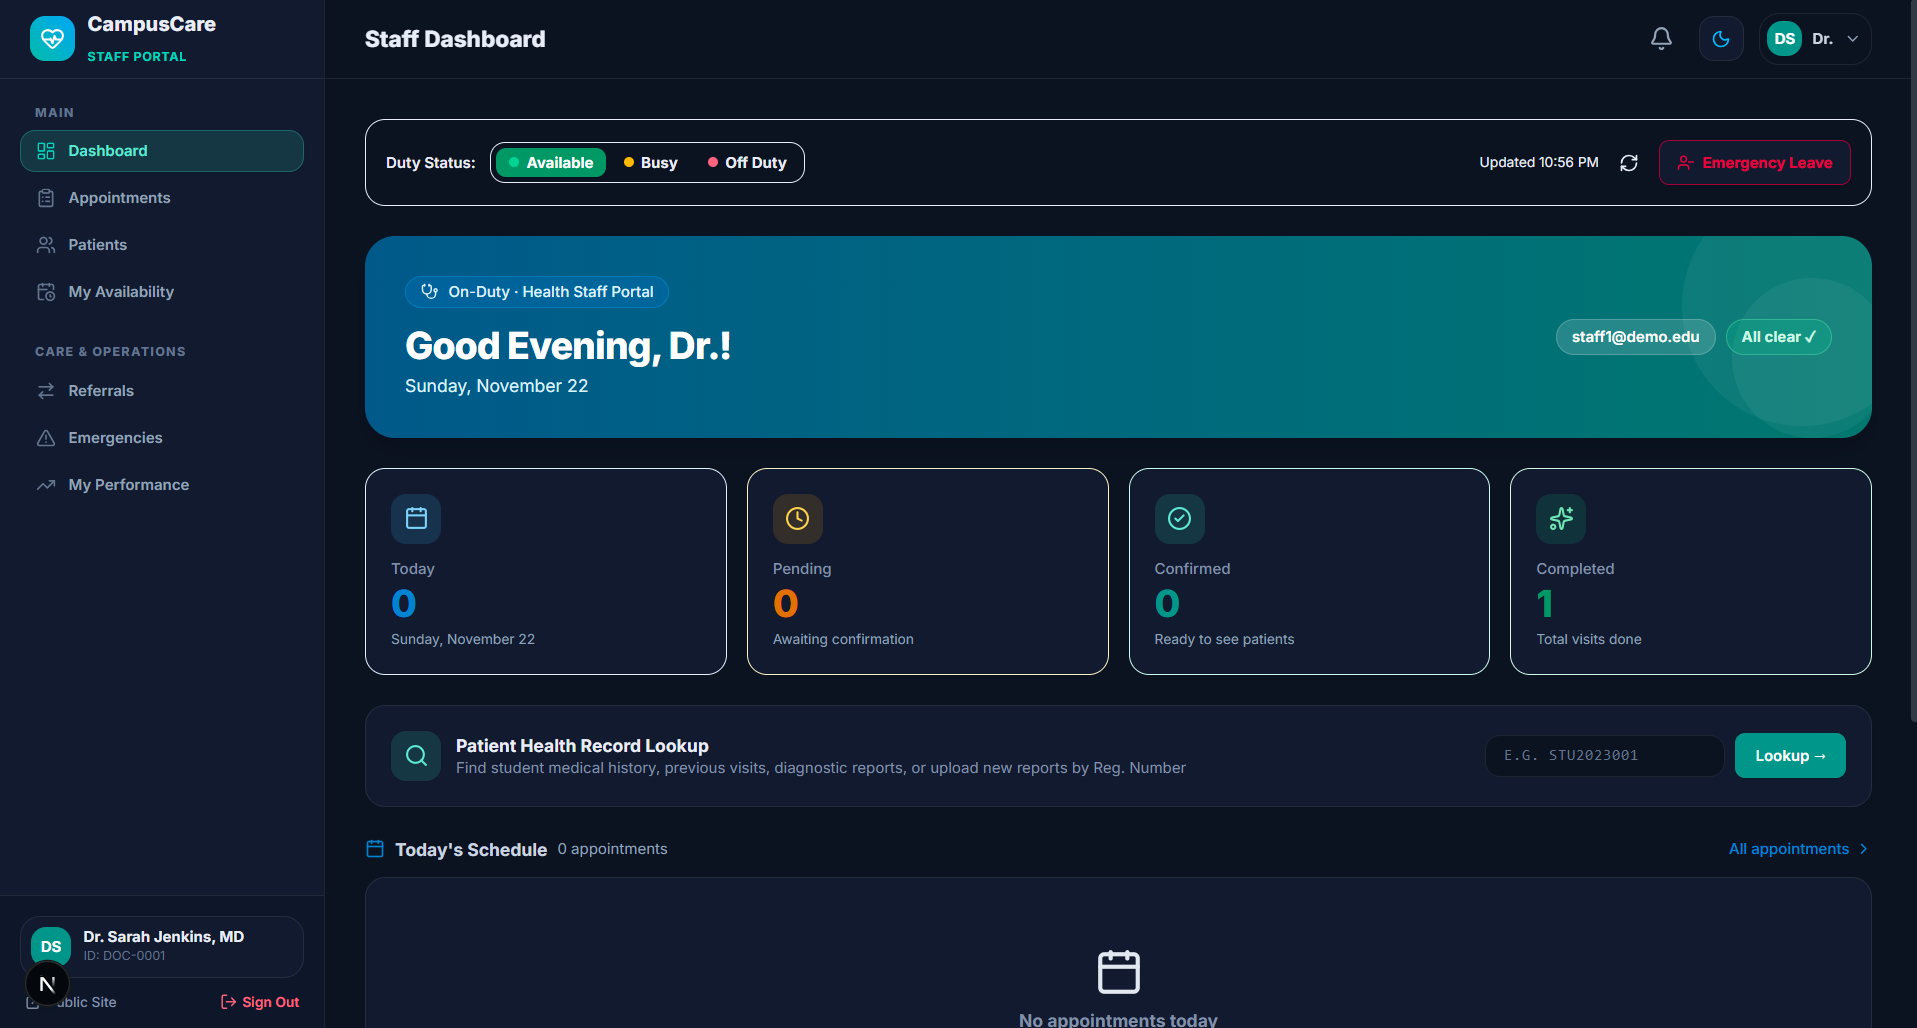 CampusCare
STAFF PORTAL
MAIN
Dashboard
Appointments
Patients
My Availability
CARE & OPERATIONS
Referrals
Emergencies
My Performance
DS
Dr. Sarah Jenkins, MD
ID: DOC-0001
N
Site
Sign Out
Staff Dashboard
DS Dr.
Duty Status: Available Busy Off Duty Updated 10:56 PM Emergency Leave
On-Duty · Health Staff Portal
Good Evening, Dr.!
Sunday, November 22
staff1@demo.edu All clear ✓
Today
0
Sunday, November 22
Pending
0
Awaiting confirmation
Confirmed
0
Ready to see patients
Completed
1
Total visits done
Patient Health Record Lookup
Find student medical history, previous visits, diagnostic reports, or upload new reports by Reg. Number
E.G. STU2023001
Lookup →
Today's Schedule 0 appointments
All appointments
No appointments today